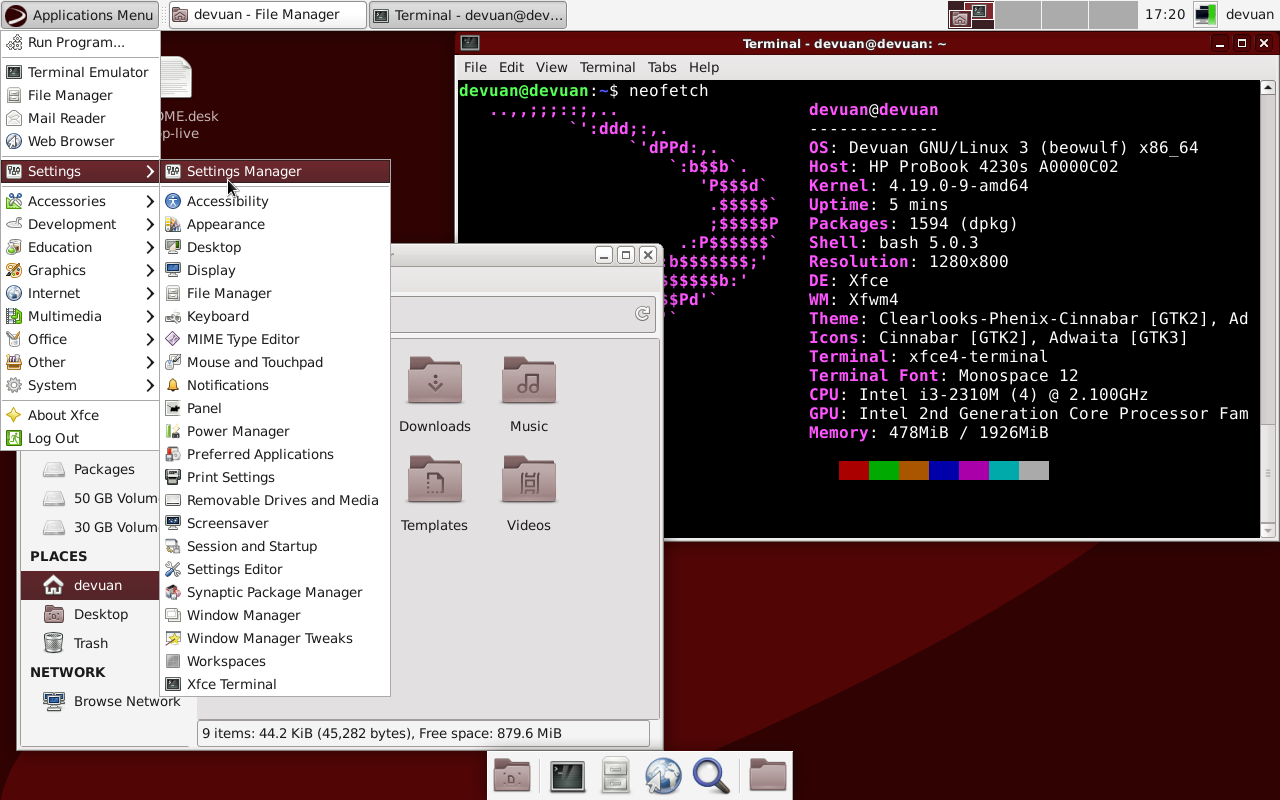 Applications Menu
devuan - File Manager
Terminal - devuan@dev...
17:20
devuan
Run Program...
Terminal Emulator
File Manager
Mail Reader
Web Browser
Settings
Accessories
Development
Education
Graphics
Internet
Multimedia
Office
Other
System
About Xfce
Log Out
Settings Manager
Accessibility
Appearance
Desktop
Display
File Manager
Keyboard
MIME Type Editor
Mouse and Touchpad
Notifications
Panel
Power Manager
Preferred Applications
Print Settings
Removable Drives and Media
Screensaver
Session and Startup
Settings Editor
Synaptic Package Manager
Window Manager
Window Manager Tweaks
Workspaces
Xfce Terminal
OME.desk
op-live
Packages
50 GB Volum
30 GB Volum
PLACES
devuan
Desktop
Trash
NETWORK
Browse Network
Downloads
Music
Templates
Videos
9 items: 44.2 KiB (45,282 bytes), Free space: 879.6 MiB
Terminal - devuan@devuan: ~
File Edit View Terminal Tabs Help
devuan@devuan:~$ neofetch
..,,;;;::;,..
`':ddd;:,.
`'dPPd:,.
`:b$$b`.
'P$$$d`
.$$$$$`
;$$$$$P
.:P$$$$$$`
:b$$$$$$$;'
$$$$$$b:'
$$Pd'`
'`
devuan@devuan
-------------
OS: Devuan GNU/Linux 3 (beowulf) x86_64
Host: HP ProBook 4230s A0000C02
Kernel: 4.19.0-9-amd64
Uptime: 5 mins
Packages: 1594 (dpkg)
Shell: bash 5.0.3
Resolution: 1280x800
DE: Xfce
WM: Xfwm4
Theme: Clearlooks-Phenix-Cinnabar [GTK2], Ad
Icons: Cinnabar [GTK2], Adwaita [GTK3]
Terminal: xfce4-terminal
Terminal Font: Monospace 12
CPU: Intel i3-2310M (4) @ 2.100GHz
GPU: Intel 2nd Generation Core Processor Fam
Memory: 478MiB / 1926MiB